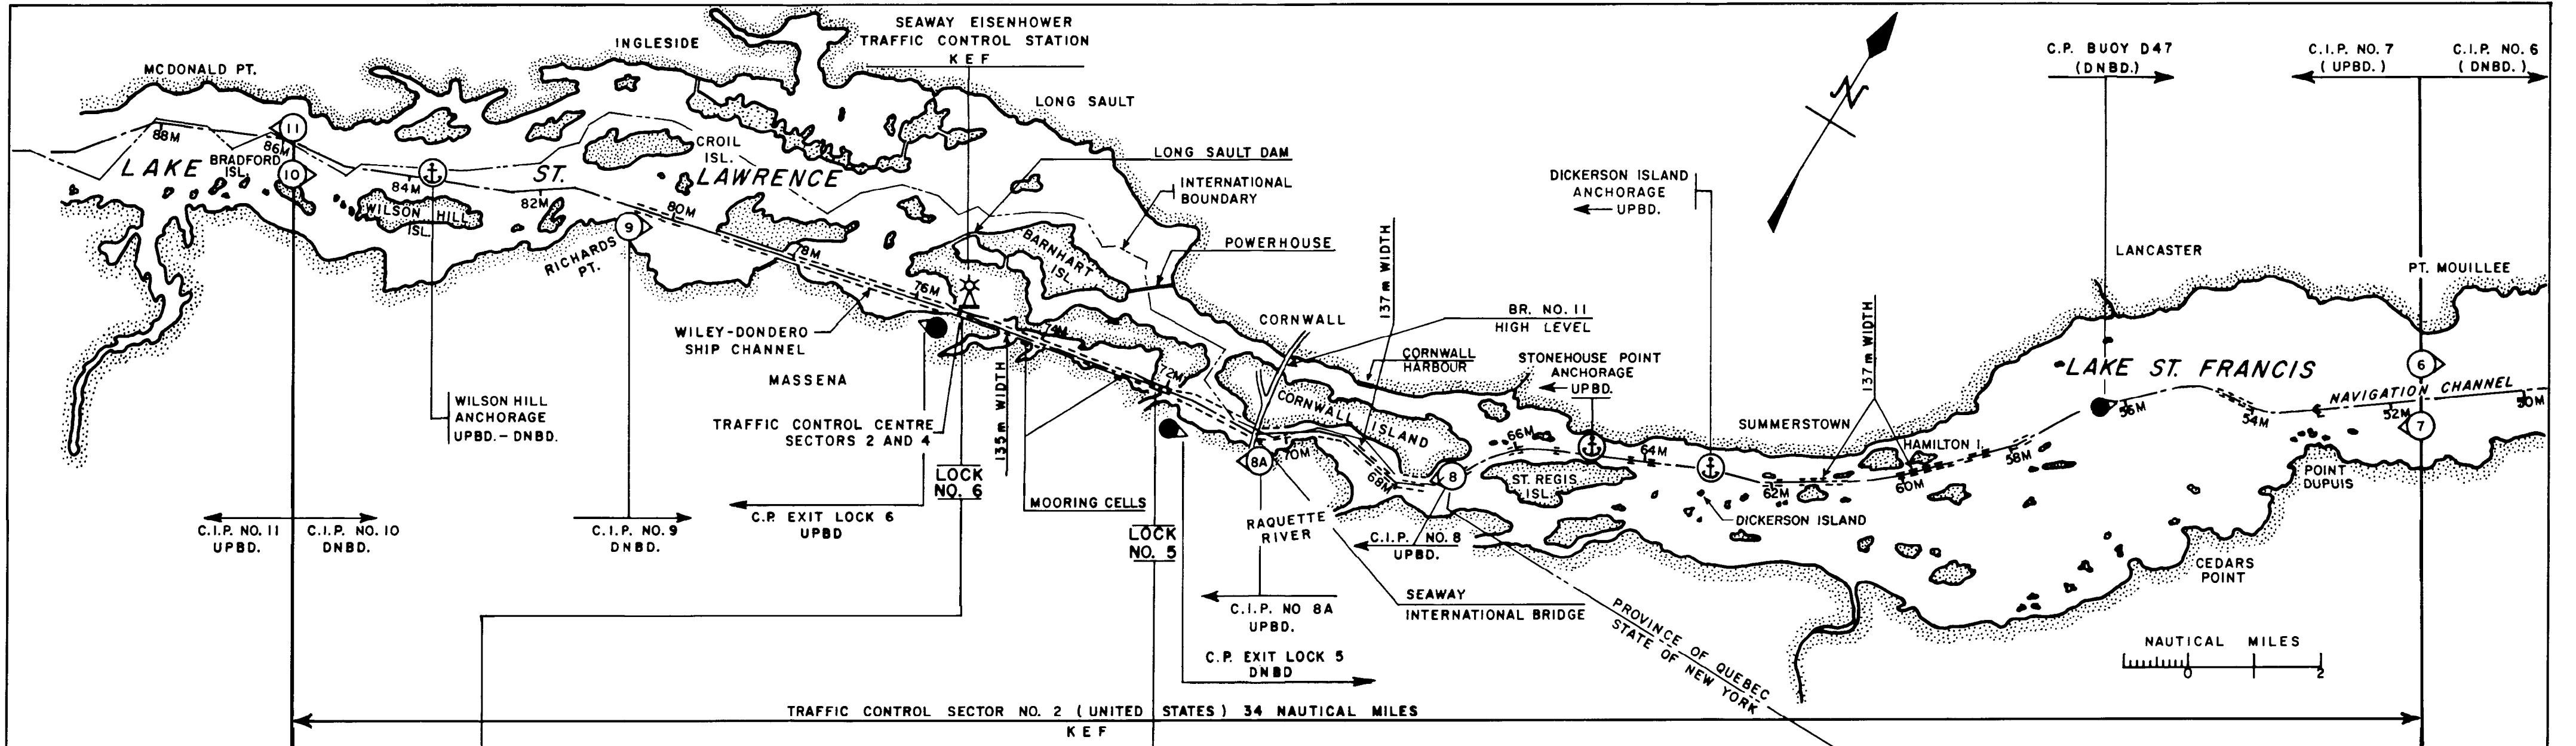 SEAWAY EISENHOWER
TRAFFIC CONTROL STATION
KEF
INGLESIDE
MCDONALD PT.
LONG SAULT
C.P. BUOY D47
(DNBD.)
C.I.P. NO. 7
(UPBD.)
C.I.P. NO. 6
(DNBD.)
N
11
88M
86M
LAKE
BRADFORD
ISL.
10
84M
WILSON HILL
ISL.
ST.
82M
CROIL
ISL.
LAWRENCE
80M
LONG SAULT DAM
INTERNATIONAL
BOUNDARY
POWERHOUSE
DICKERSON ISLAND
ANCHORAGE
UPBD.
9
RICHARDS
PT.
78M
76M
BARNHART
ISL.
137m WIDTH
LANCASTER
PT. MOUILLEE
WILEY-DONDERO
SHIP CHANNEL
74M
CORNWALL
BR. NO. 11
HIGH LEVEL
CORNWALL
HARBOUR
STONEHOUSE POINT
ANCHORAGE
UPBD.
137m WIDTH
LAKE ST. FRANCIS
6
MASSENA
72M
CORNWALL
ISLAND
NAVIGATION CHANNEL
56M
54M
52M
50M
WILSON HILL
ANCHORAGE
UPBD. - DNBD.
TRAFFIC CONTROL CENTRE
SECTORS 2 AND 4
135m WIDTH
8A
70M
68M
8
66M
64M
SUMMERSTOWN
HAMILTON I.
62M
60M
58M
7
ST. REGIS
ISL.
POINT
DUPUIS
LOCK
NO. 6
MOORING CELLS
DICKERSON ISLAND
C.I.P. NO. 11
UPBD.
C.I.P. NO. 10
DNBD.
C.I.P. NO. 9
DNBD.
C.P. EXIT LOCK 6
UPBD
LOCK
NO. 5
RAQUETTE
RIVER
C.I.P. NO. 8
UPBD.
CEDARS
POINT
C.I.P. NO 8A
UPBD.
SEAWAY
INTERNATIONAL BRIDGE
PROVINCE OF QUEBEC
STATE OF NEW YORK
C.P. EXIT LOCK 5
DNBD
NAUTICAL MILES
0 1 2
TRAFFIC CONTROL SECTOR NO. 2 (UNITED STATES) 34 NAUTICAL MILES
KEF